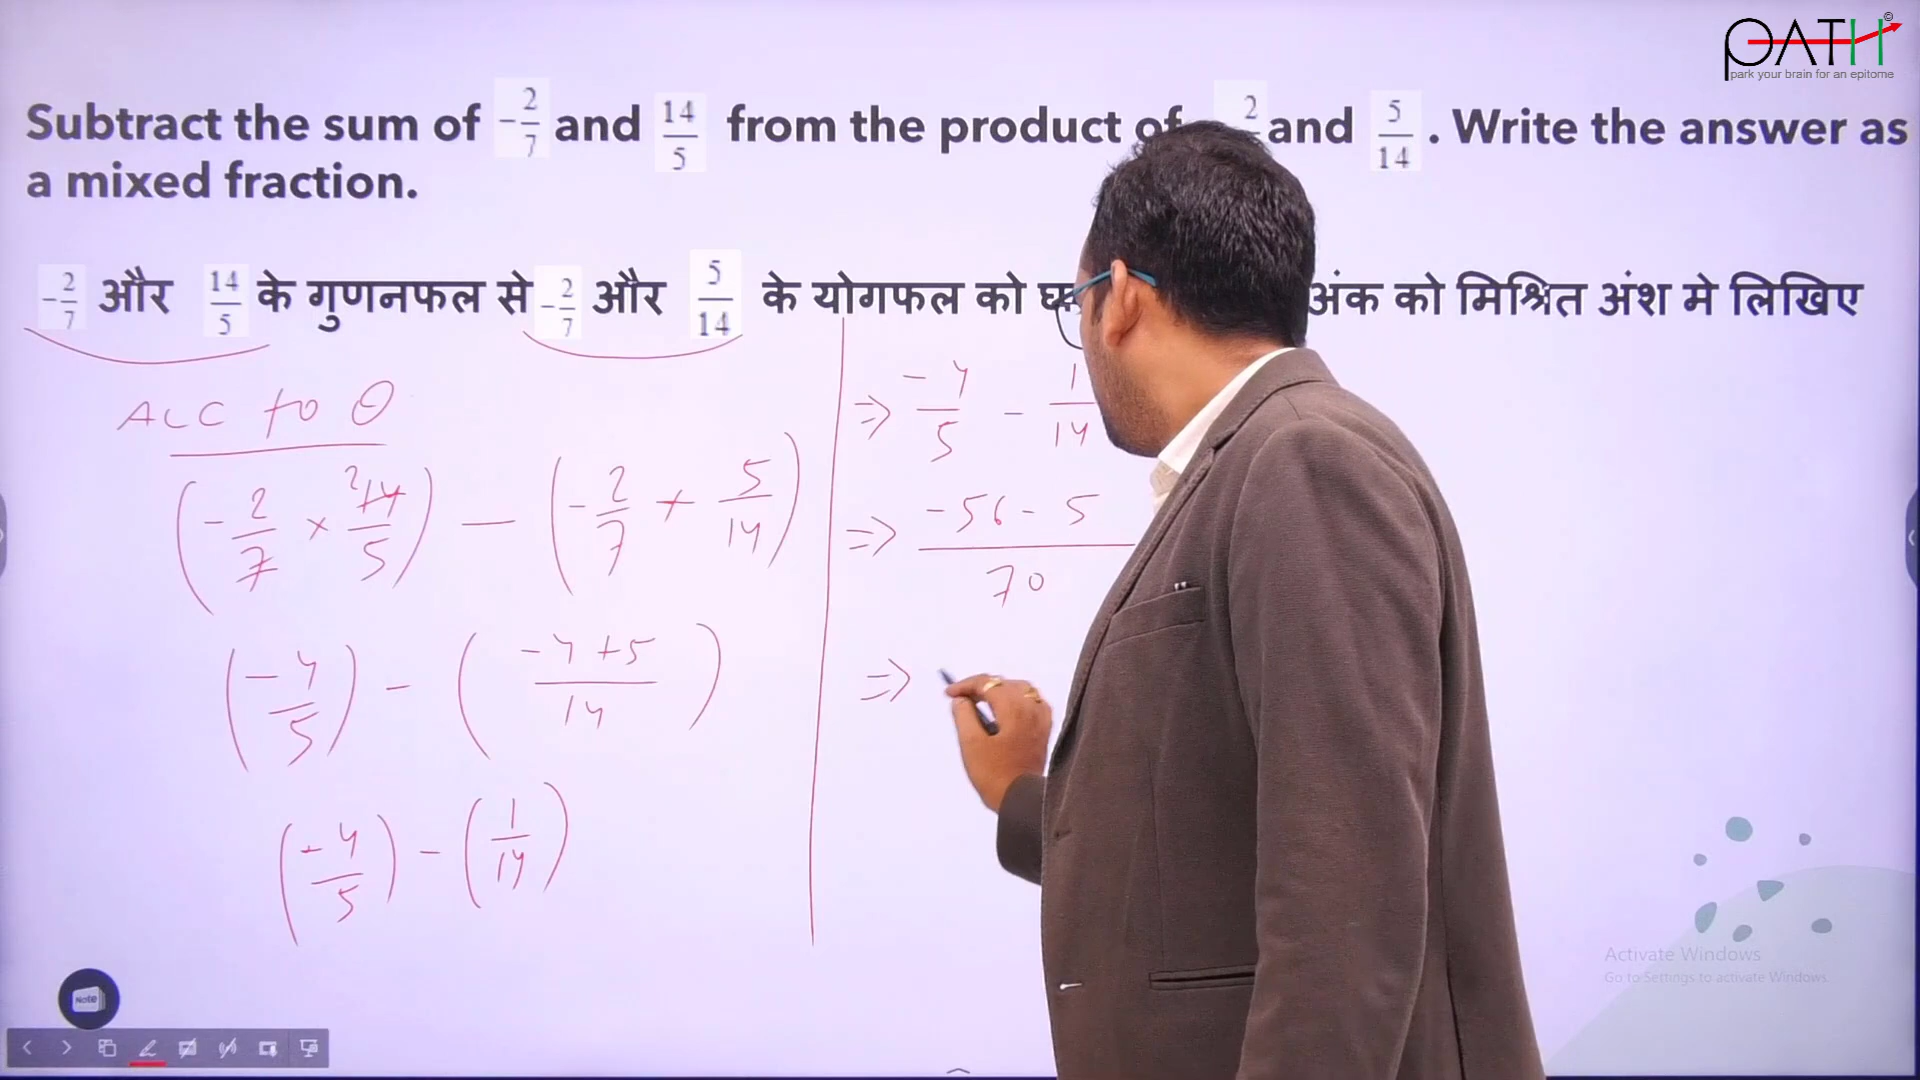 PATH ©
park your brain for an epitome
Subtract the sum of -2/7 and 14/5 from the product of 2 and 5/14. Write the answer as
a mixed fraction.
-2/7 और 14/5 के गुणनफल से -2/7 और 5/14 के योगफल को अंक को मिश्रित अंश मे लिखिए
ACC to Θ
(-2/7 × 2 14/5) - (-2/7 + 5/14)
(-4/5) - (-4+5/14)
(-4/5) - (1/14)
⇒ -4/5 - 1/14
⇒ -56-5/70
⇒
Activate Windows
Go to Settings to activate Windows.
Note